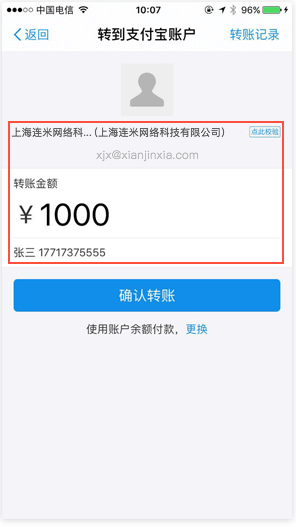 中国电信 10:07 96%
返回 转到支付宝账户 转账记录
上海连米网络科... (上海连米网络科技有限公司) 点此校验
xjx@xianjinxia.com
转账金额
¥ 1000
张三 17717375555
确认转账
使用账户余额付款，更换